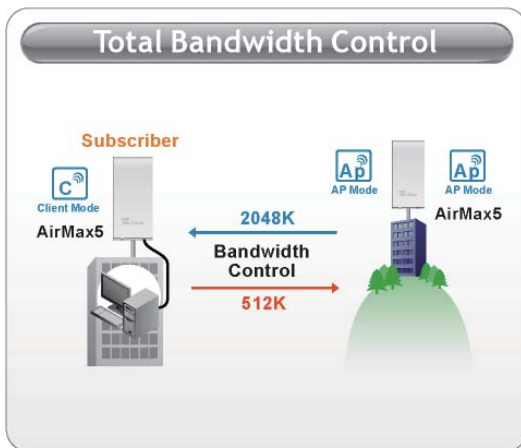 Total Bandwidth Control
Subscriber
C
Client Mode
AirMax5
Ap
AP Mode
Ap
AP Mode
AirMax5
2048K
Bandwidth
Control
512K